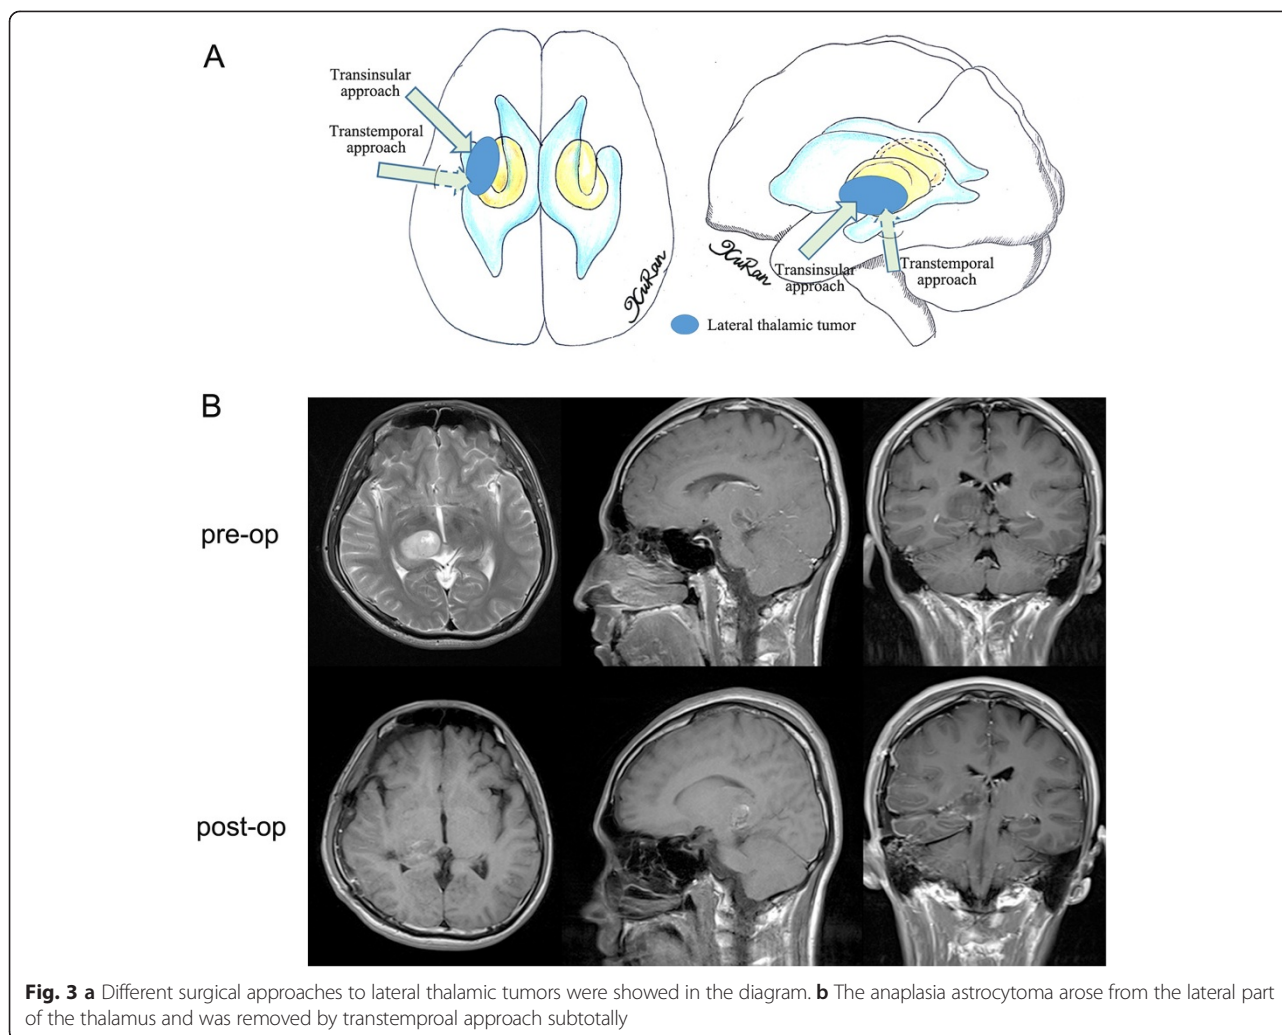 A
Transinsular
approach
Transtemporal
approach
XuRan
XuRan
Transinsular
approach
Transtemporal
approach
Lateral thalamic tumor
B
pre-op
post-op
Fig. 3 a Different surgical approaches to lateral thalamic tumors were showed in the diagram. b The anaplasia astrocytoma arose from the lateral part
of the thalamus and was removed by transtemproal approach subtotally